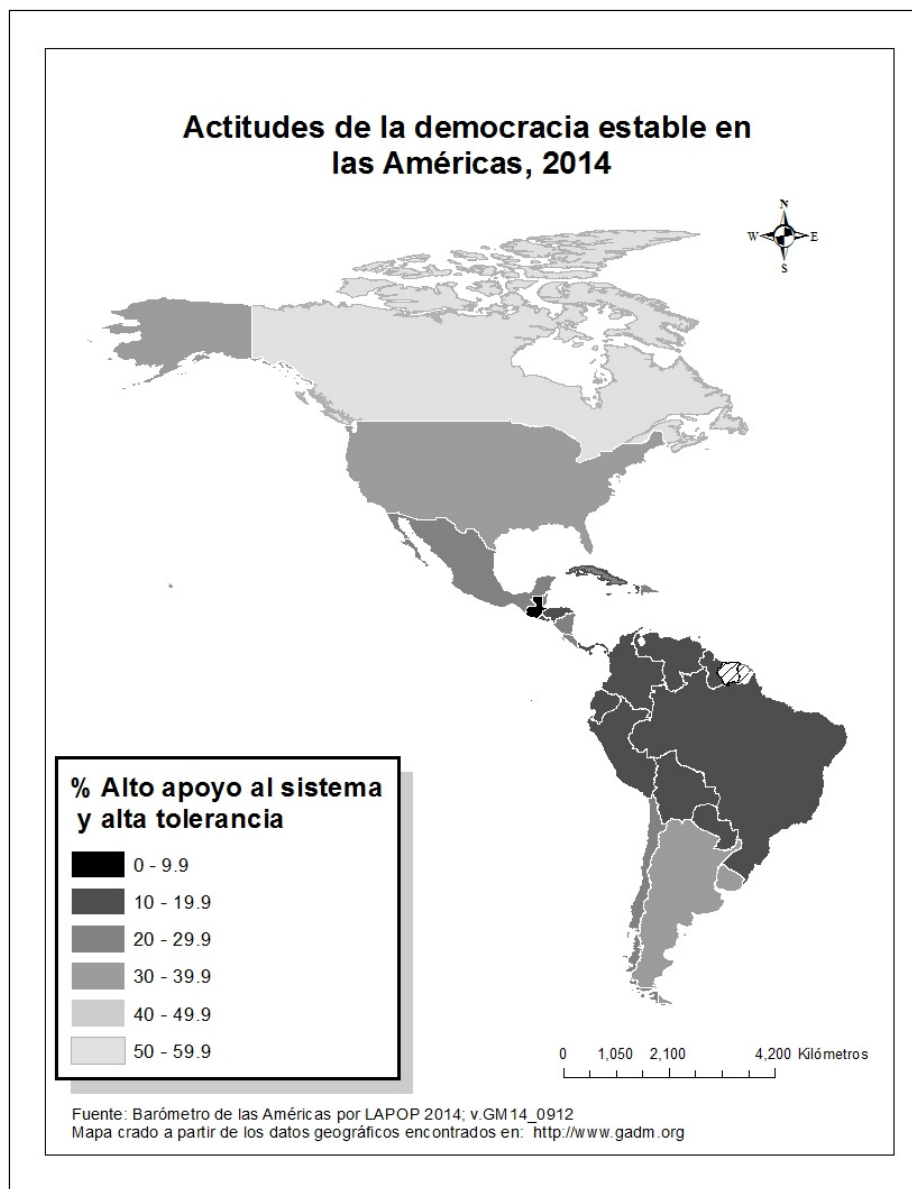 Actitudes de la democracia estable en
las Américas, 2014
N
W E
S
% Alto apoyo al sistema
y alta tolerancia
0 - 9.9
10 - 19.9
20 - 29.9
30 - 39.9
40 - 49.9
50 - 59.9
0 1,050 2,100 4,200 Kilómetros
Fuente: Barómetro de las Américas por LAPOP 2014; v.GM14_0912
Mapa crado a partir de los datos geográficos encontrados en: http://www.gadm.org